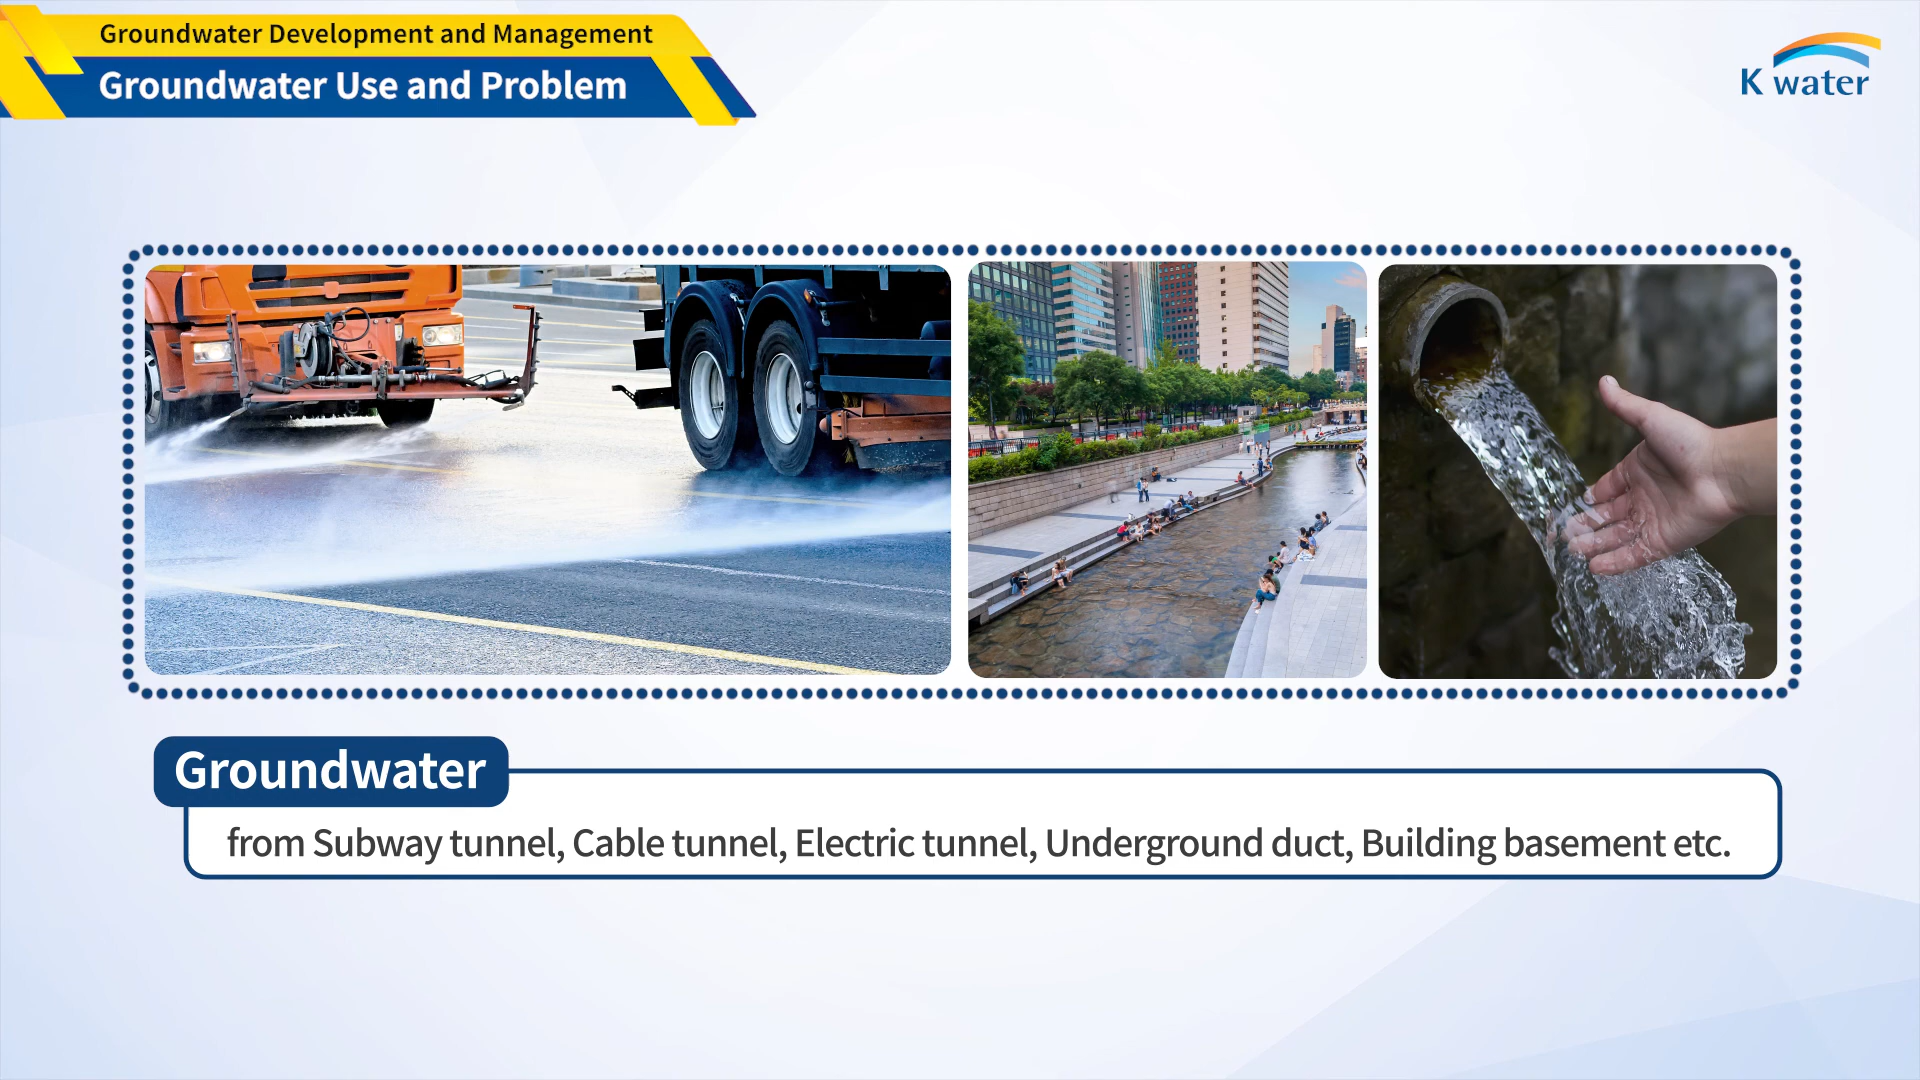 Groundwater Development and Management
Groundwater Use and Problem
K water
Groundwater
from Subway tunnel, Cable tunnel, Electric tunnel, Underground duct, Building basement etc.